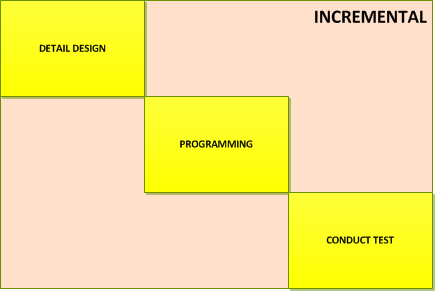 INCREMENTAL
DETAIL DESIGN
PROGRAMMING
CONDUCT TEST